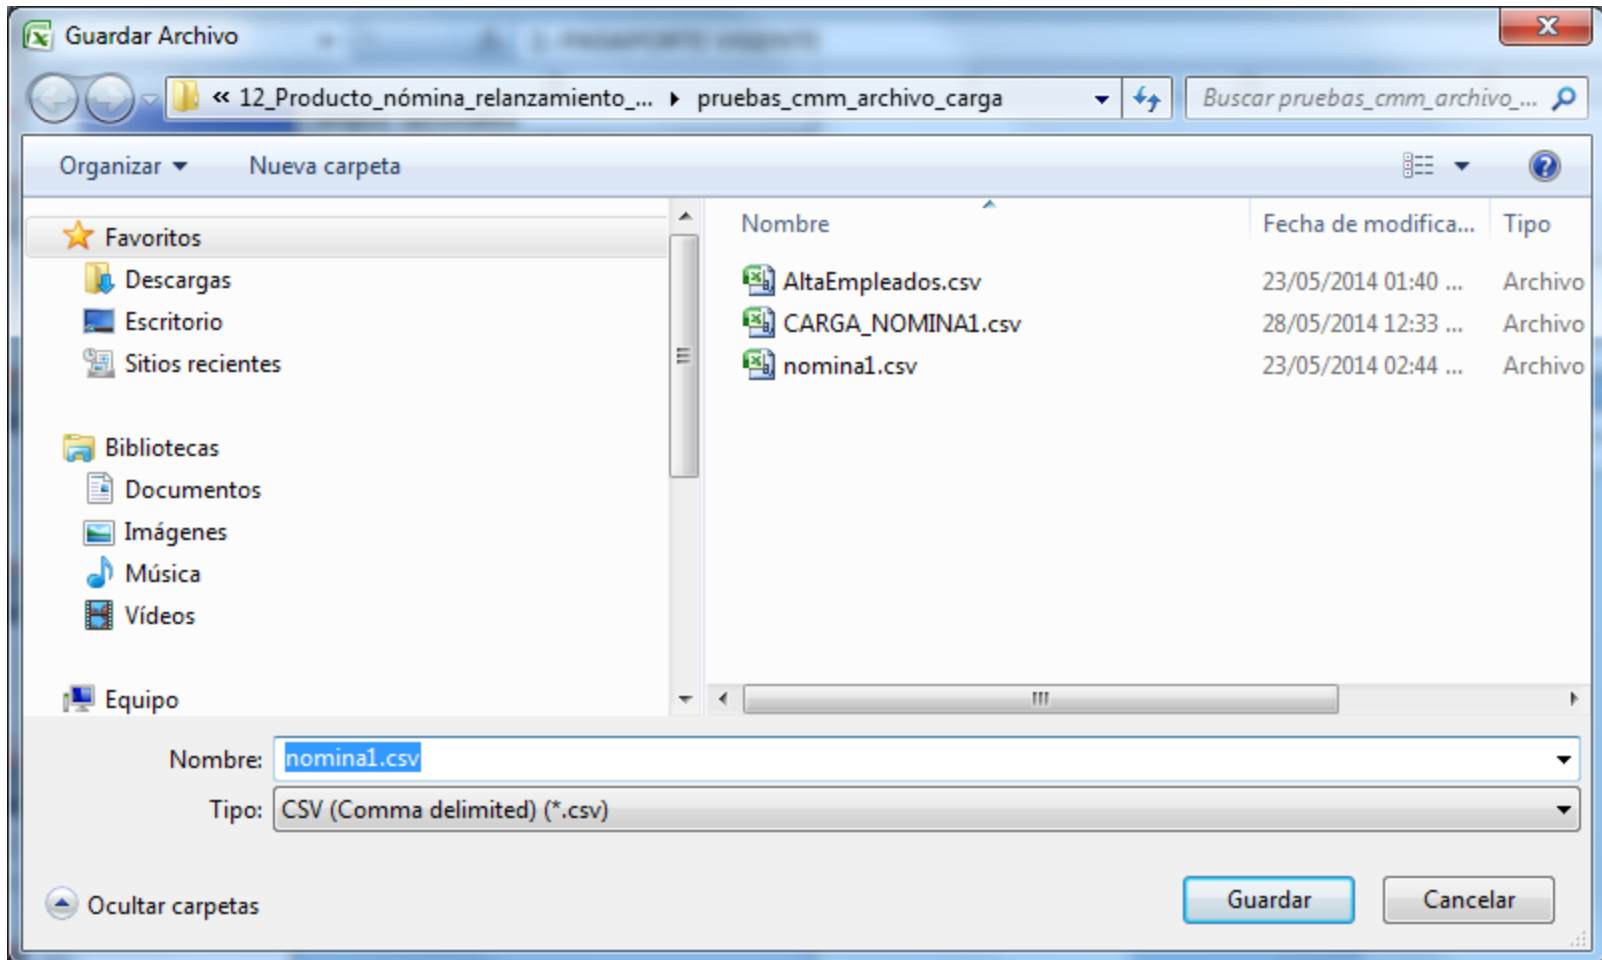 Guardar Archivo
« 12_Producto_nómina_relanzamiento_... pruebas_cmm_archivo_carga
Buscar pruebas_cmm_archivo_...
Organizar Nueva carpeta
Nombre Fecha de modifica... Tipo
Favoritos
Descargas
Escritorio
Sitios recientes
Bibliotecas
Documentos
Imágenes
Música
Vídeos
Equipo
AltaEmpleados.csv 23/05/2014 01:40 ... Archivo
CARGA_NOMINA1.csv 28/05/2014 12:33 ... Archivo
nomina1.csv 23/05/2014 02:44 ... Archivo
Nombre: nomina1.csv
Tipo: CSV (Comma delimited) (*.csv)
Ocultar carpetas
Guardar Cancelar